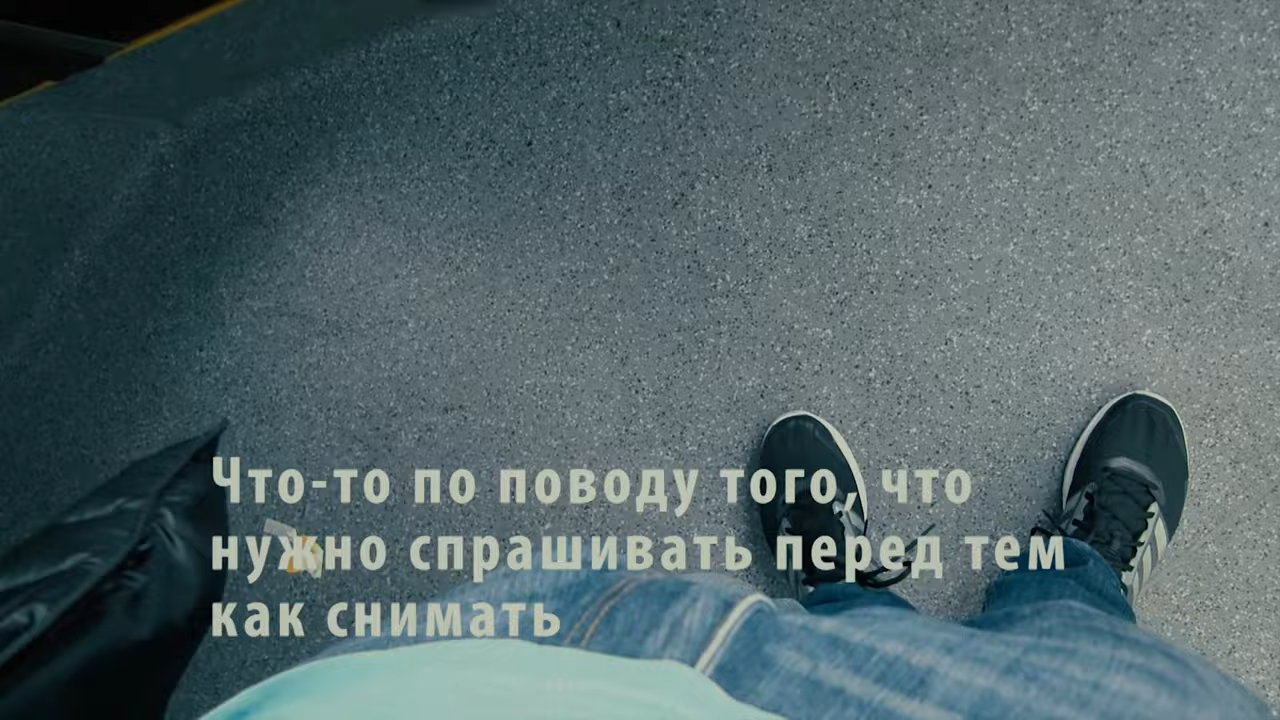 Что-то по поводу того, что
нужно спрашивать перед тем
как снимать